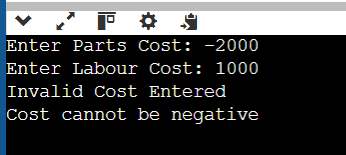 Enter Parts Cost: -2000
Enter Labour Cost: 1000
Invalid Cost Entered
Cost cannot be negative